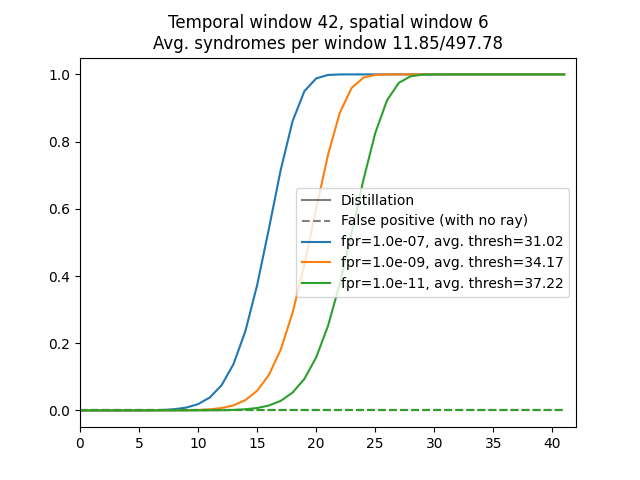 Temporal window 42, spatial window 6
Avg. syndromes per window 11.85/497.78
1.0
0.8
0.6
0.4
0.2
0.0
Distillation
False positive (with no ray)
fpr=1.0e-07, avg. thresh=31.02
fpr=1.0e-09, avg. thresh=34.17
fpr=1.0e-11, avg. thresh=37.22
0 5 10 15 20 25 30 35 40